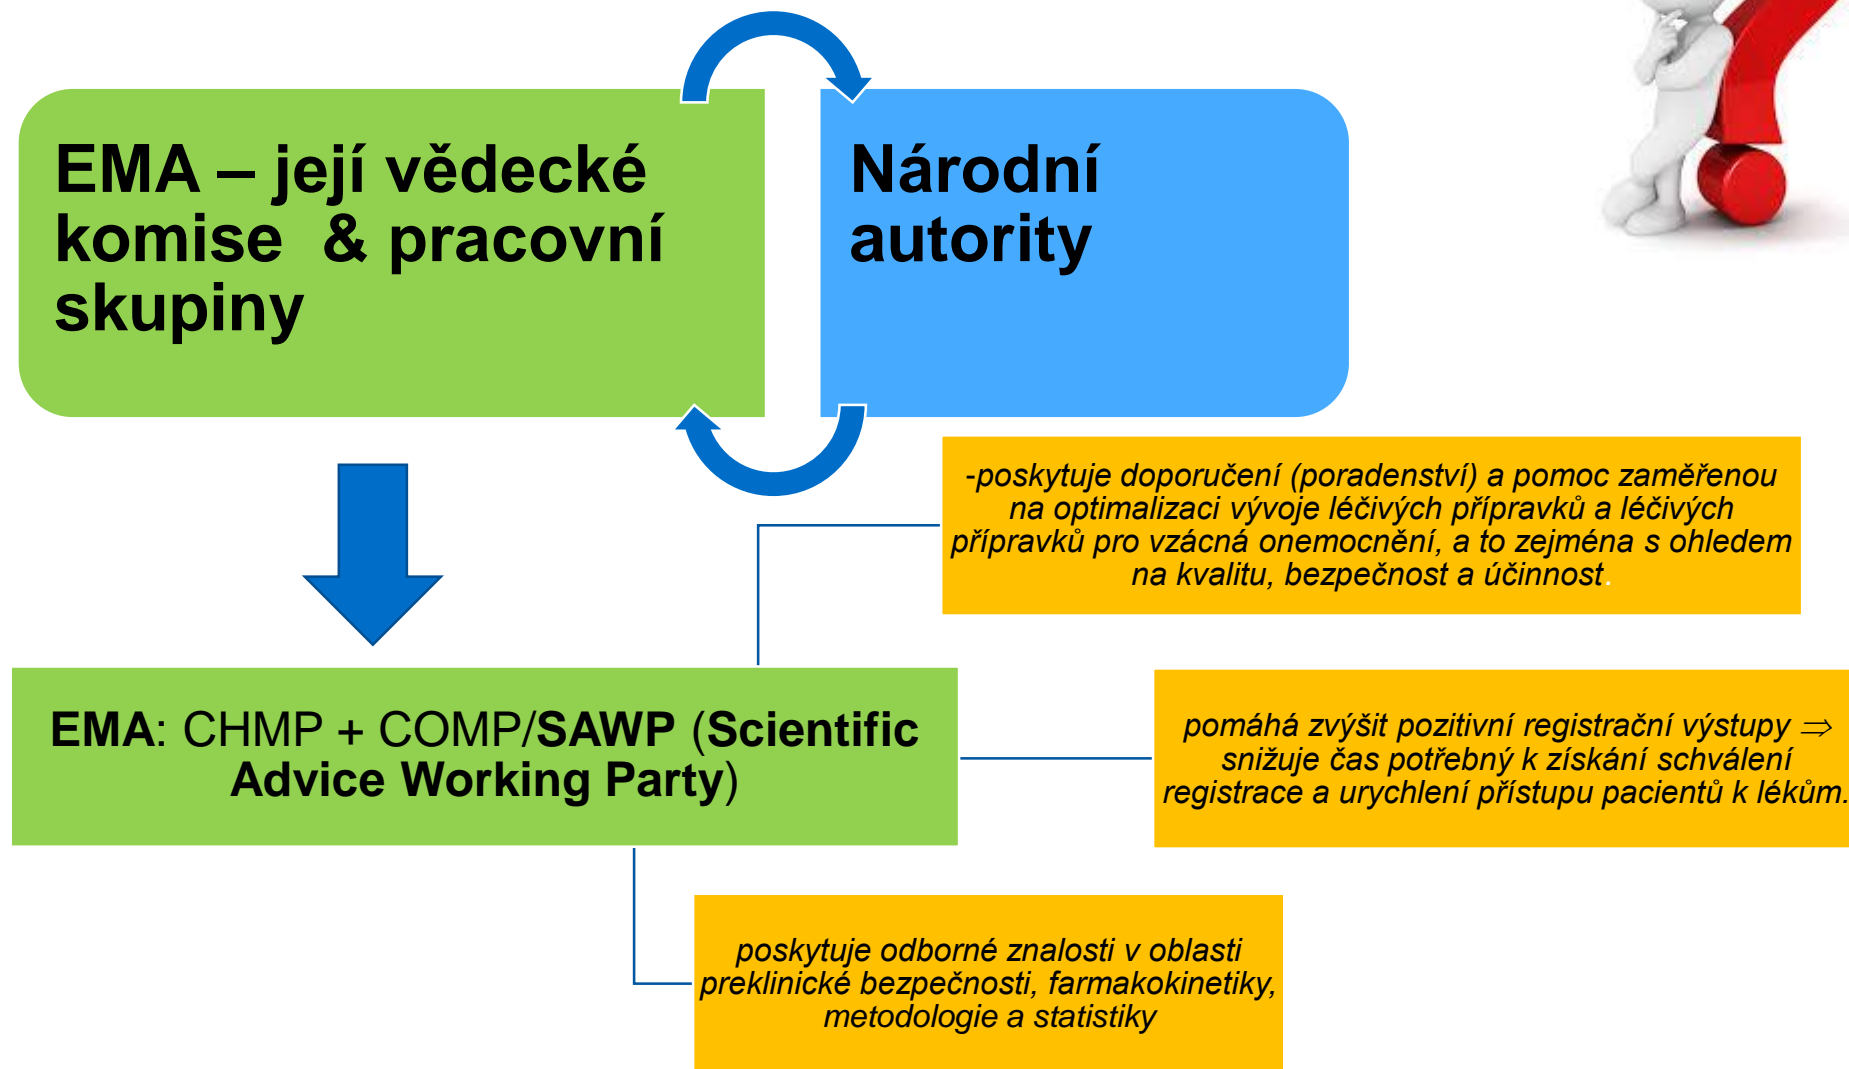 EMA – její vědecké
komise & pracovní
skupiny
Národní
autority
-poskytuje doporučení (poradenství) a pomoc zaměřenou
na optimalizaci vývoje léčivých přípravků a léčivých
přípravků pro vzácná onemocnění, a to zejména s ohledem
na kvalitu, bezpečnost a účinnost.
EMA: CHMP + COMP/SAWP (Scientific
Advice Working Party)
pomáhá zvýšit pozitivní registrační výstupy ⇒
snižuje čas potřebný k získání schválení
registrace a urychlení přístupu pacientů k lékům.
poskytuje odborné znalosti v oblasti
preklinické bezpečnosti, farmakokinetiky,
metodologie a statistiky